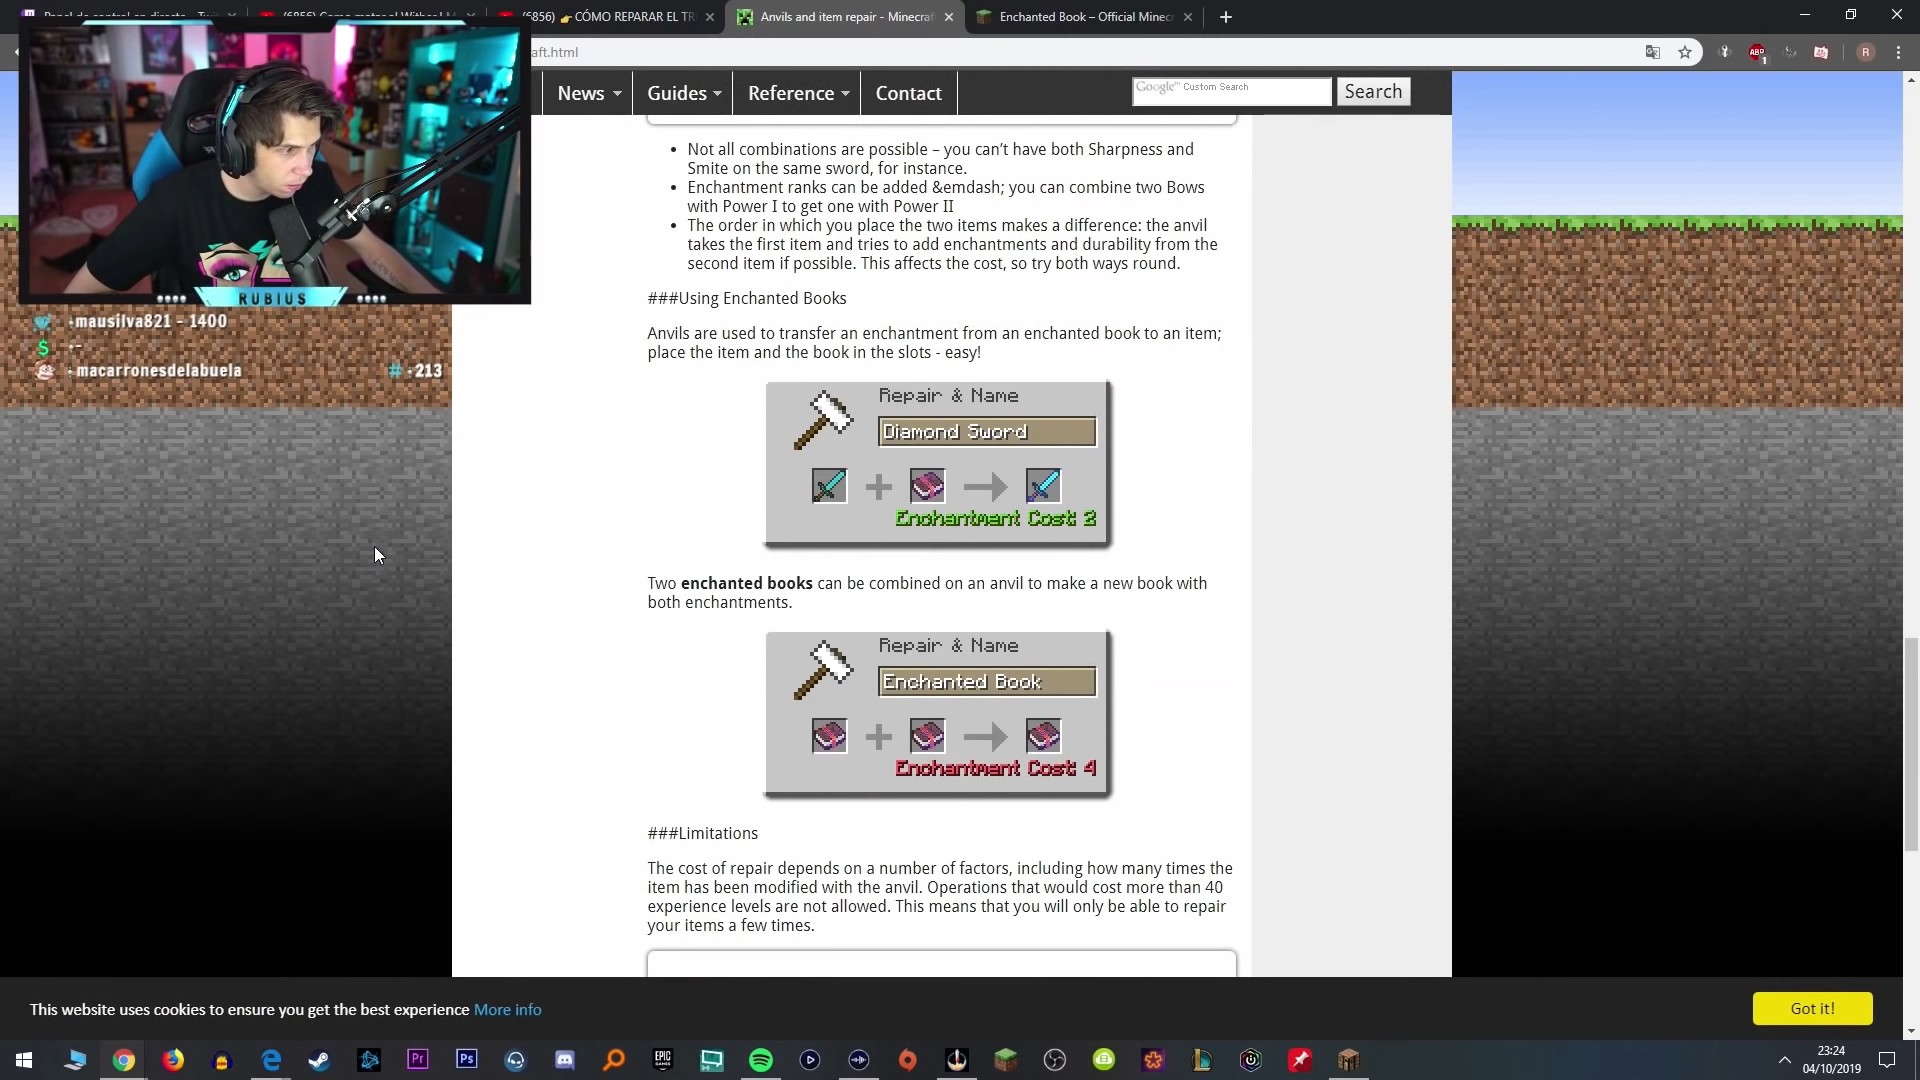 (6856) 👉 CÓMO REPARAR EL TR
Anvils and item repair - Minecraf
Enchanted Book – Official Minec
aft.html
ABP
1
R
News
Guides
Reference
Contact
Google™ Custom Search
Search
• Not all combinations are possible – you can't have both Sharpness and
Smite on the same sword, for instance.
• Enchantment ranks can be added &emdash; you can combine two Bows
with Power I to get one with Power II
• The order in which you place the two items makes a difference: the anvil
takes the first item and tries to add enchantments and durability from the
second item if possible. This affects the cost, so try both ways round.
RUBIUS
-mausilva821 - 1400
$ --
- macarronesdelabuela
# - 213
###Using Enchanted Books
Anvils are used to transfer an enchantment from an enchanted book to an item;
place the item and the book in the slots - easy!
Repair & Name
Diamond Sword
Enchantment Cost: 2
Two enchanted books can be combined on an anvil to make a new book with
both enchantments.
Repair & Name
Enchanted Book
Enchantment Cost: 4
###Limitations
The cost of repair depends on a number of factors, including how many times the
item has been modified with the anvil. Operations that would cost more than 40
experience levels are not allowed. This means that you will only be able to repair
your items a few times.
This website uses cookies to ensure you get the best experience More info
Got it!
Pr
Ps
EPIC GAMES
23:24
04/10/2019